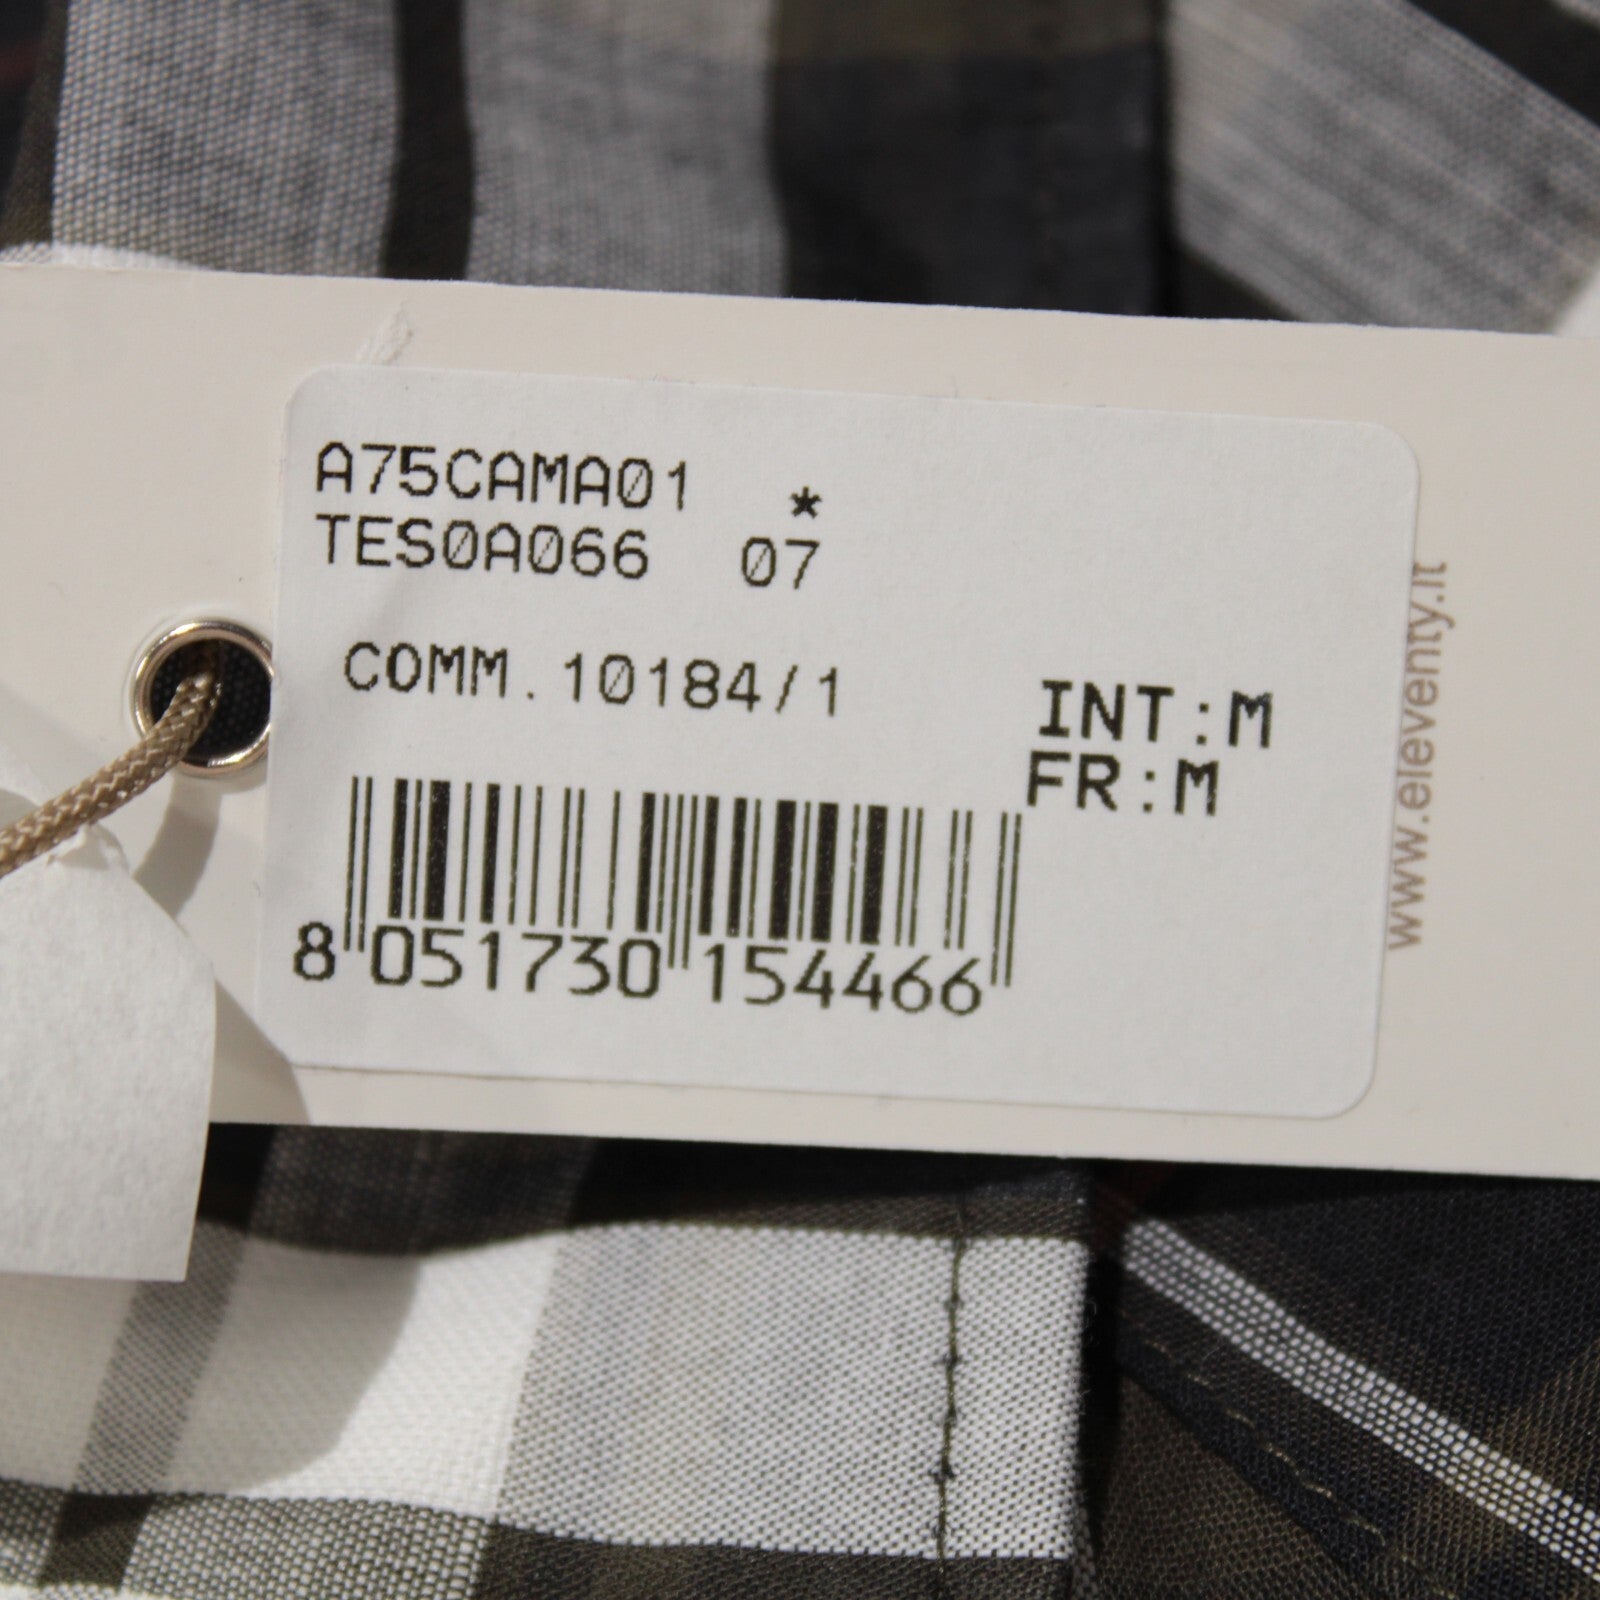 A75CAMA01 *
TES0A066 07
COMM.10184/1
INT:M
FR:M
8 051730 154466
www.eleventy.it